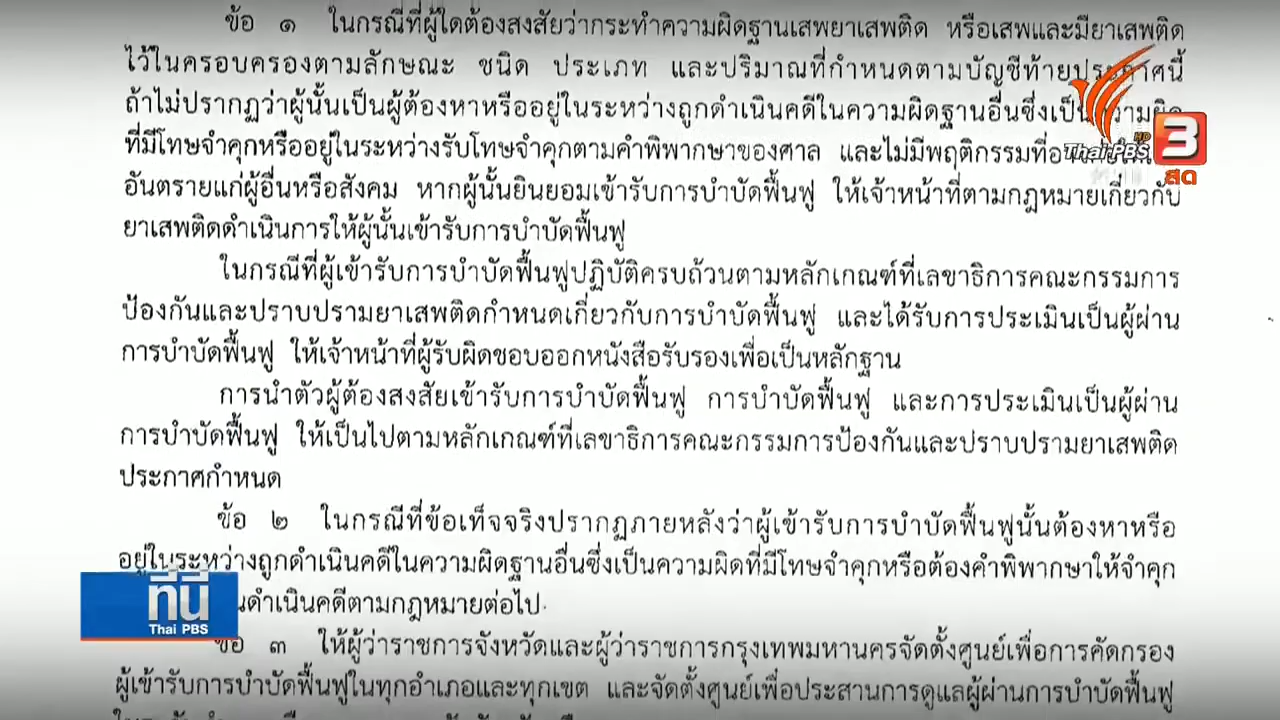 ข้อ ๑ ในกรณีที่ผู้ใดต้องสงสัยว่ากระทำความผิดฐานเสพยาเสพติด หรือเสพและมียาเสพติด
ไว้ในครอบครองตามลักษณะ ชนิด ประเภท และปริมาณที่กำหนดตามบัญชีท้ายประกาศนี้
ถ้าไม่ปรากฏว่าผู้นั้นเป็นผู้ต้องหาหรืออยู่ในระหว่างถูกดำเนินคดีในความผิดฐานอื่นซึ่งเป็นความผิด
ที่มีโทษจำคุกหรืออยู่ในระหว่างรับโทษจำคุกตามคำพิพากษาของศาล และไม่มีพฤติกรรมที่
อันตรายแก่ผู้อื่นหรือสังคม หากผู้นั้นยินยอมเข้ารับการบำบัดฟื้นฟู ให้เจ้าหน้าที่ตามกฎหมายเกี่ยวกับ
ยาเสพติดดำเนินการให้ผู้นั้นเข้ารับการบำบัดฟื้นฟู
ในกรณีที่ผู้เข้ารับการบำบัดฟื้นฟูปฏิบัติครบถ้วนตามหลักเกณฑ์ที่เลขาธิการคณะกรรมการ
ป้องกันและปราบปรามยาเสพติดกำหนดเกี่ยวกับการบำบัดฟื้นฟู และได้รับการประเมินเป็นผู้ผ่าน
การบำบัดฟื้นฟู ให้เจ้าหน้าที่ผู้รับผิดชอบออกหนังสือรับรองเพื่อเป็นหลักฐาน
การนำตัวผู้ต้องสงสัยเข้ารับการบำบัดฟื้นฟู การบำบัดฟื้นฟู และการประเมินเป็นผู้ผ่าน
การบำบัดฟื้นฟู ให้เป็นไปตามหลักเกณฑ์ที่เลขาธิการคณะกรรมการป้องกันและปราบปรามยาเสพติด
ประกาศกำหนด
ข้อ ๒ ในกรณีที่ข้อเท็จจริงปรากฏภายหลังว่าผู้เข้ารับการบำบัดฟื้นฟูนั้นต้องหาหรือ
อยู่ในระหว่างถูกดำเนินคดีในความผิดฐานอื่นซึ่งเป็นความผิดที่มีโทษจำคุกหรือต้องคำพิพากษาให้จำคุก
ดำเนินคดีตามกฎหมายต่อไป
ข้อ ๓ ให้ผู้ว่าราชการจังหวัดและผู้ว่าราชการกรุงเทพมหานครจัดตั้งศูนย์เพื่อการคัดกรอง
ผู้เข้ารับการบำบัดฟื้นฟูในทุกอำเภอและทุกเขต และจัดตั้งศูนย์เพื่อประสานการดูแลผู้ผ่านการบำบัดฟื้นฟู
Thai PBS
HD
3
สด
ที่นี่
Thai PBS